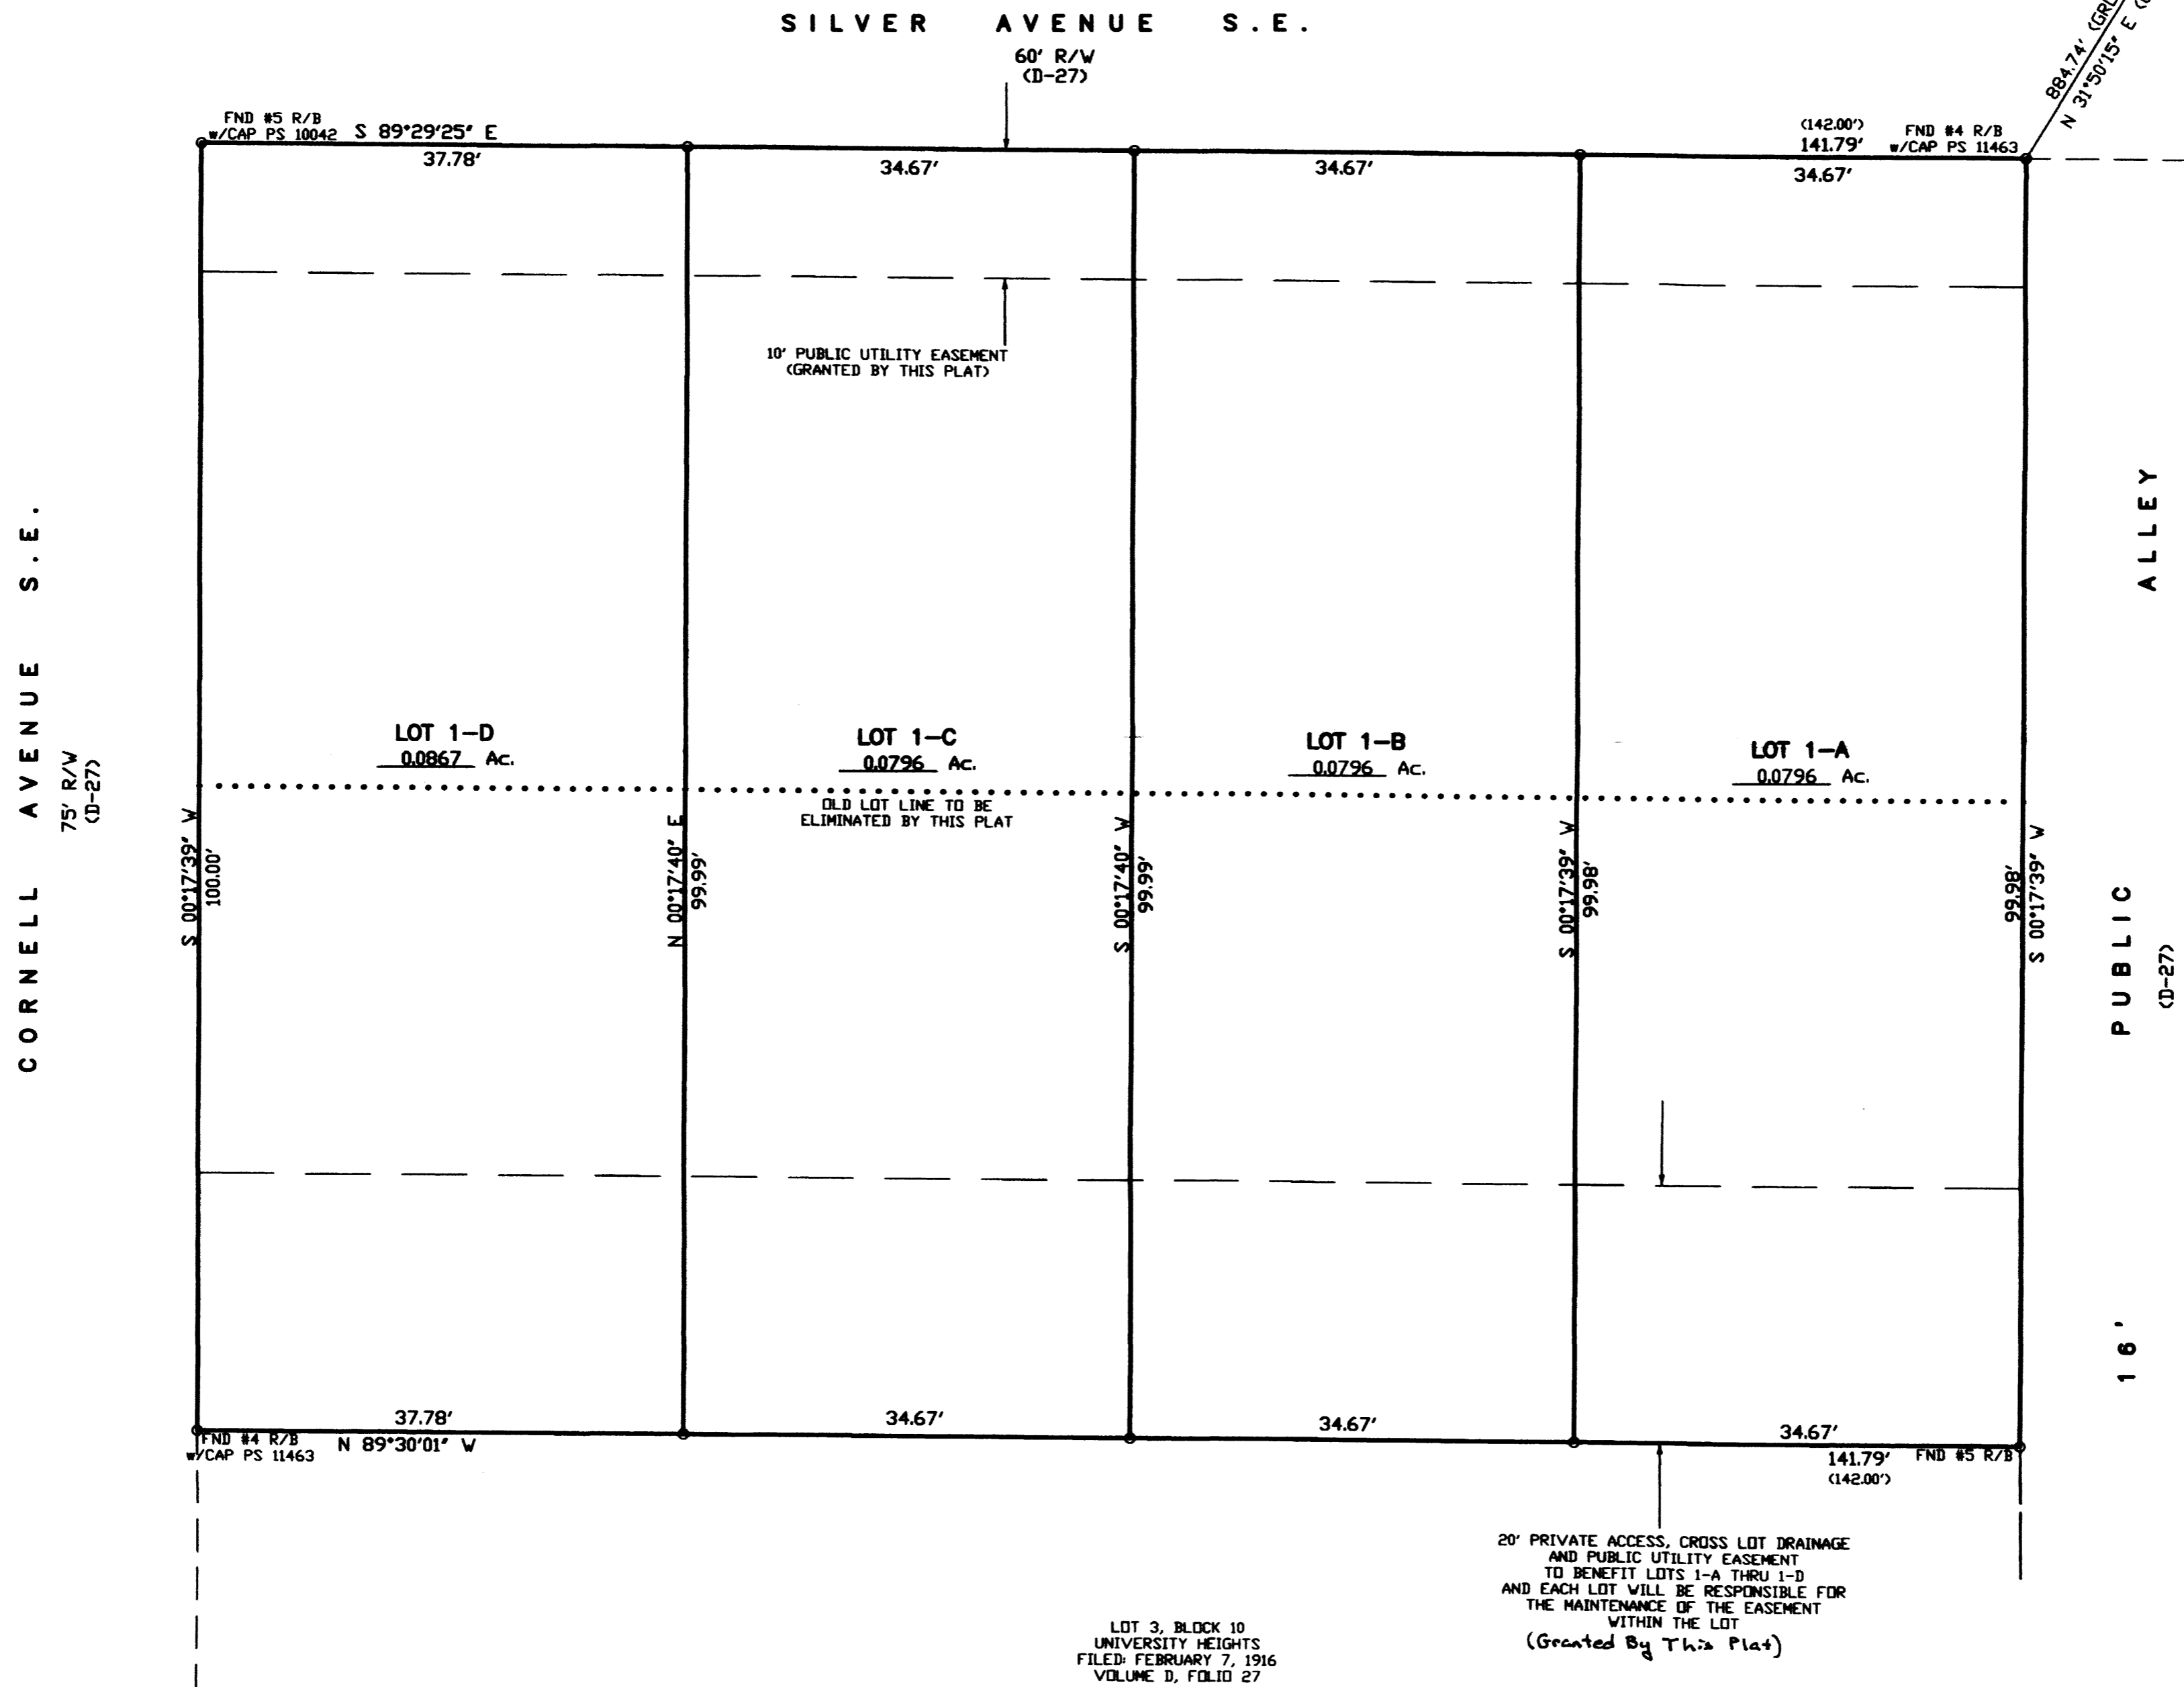 SILVER AVENUE S.E.
60' R/W
(D-27)
884.74' (GRD
N 31°50'15" E
FND #5 R/B
w/CAP PS 10042
S 89°29'25" E
37.78'
34.67'
34.67'
(142.00')
141.79'
34.67'
FND #4 R/B
w/CAP PS 11463
10' PUBLIC UTILITY EASEMENT
(GRANTED BY THIS PLAT)
CORNELL AVENUE S.E.
75' R/W
(D-27)
LOT 1-D
0.0867 Ac.
LOT 1-C
0.0796 Ac.
LOT 1-B
0.0796 Ac.
LOT 1-A
0.0796 Ac.
OLD LOT LINE TO BE
ELIMINATED BY THIS PLAT
S 00°17'39" W
100.00'
N 00°17'40" E
99.99'
S 00°17'40" W
99.99'
S 00°17'39" W
99.98'
99.98'
S 00°17'39" W
16' PUBLIC ALLEY
(D-27)
37.78'
34.67'
34.67'
34.67'
FND #4 R/B
w/CAP PS 11463
N 89°30'01" W
141.79'
(142.00')
FND #5 R/B
20' PRIVATE ACCESS, CROSS LOT DRAINAGE
AND PUBLIC UTILITY EASEMENT
TO BENEFIT LOTS 1-A THRU 1-D
AND EACH LOT WILL BE RESPONSIBLE FOR
THE MAINTENANCE OF THE EASEMENT
WITHIN THE LOT
(Granted By This Plat)
LOT 3, BLOCK 10
UNIVERSITY HEIGHTS
FILED: FEBRUARY 7, 1916
VOLUME D, FOLIO 27